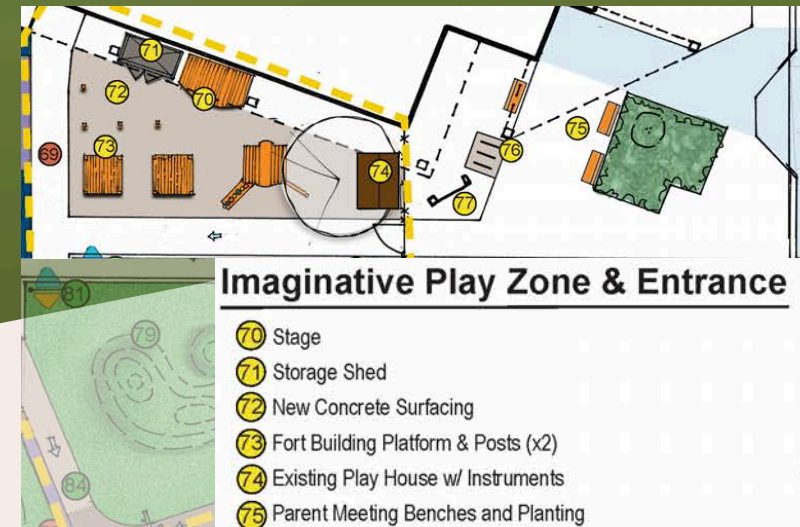 71
72
70
69
73
74
75
76
77
81
79
84
Imaginative Play Zone & Entrance
70 Stage
71 Storage Shed
72 New Concrete Surfacing
73 Fort Building Platform & Posts (x2)
74 Existing Play House w/ Instruments
75 Parent Meeting Benches and Planting